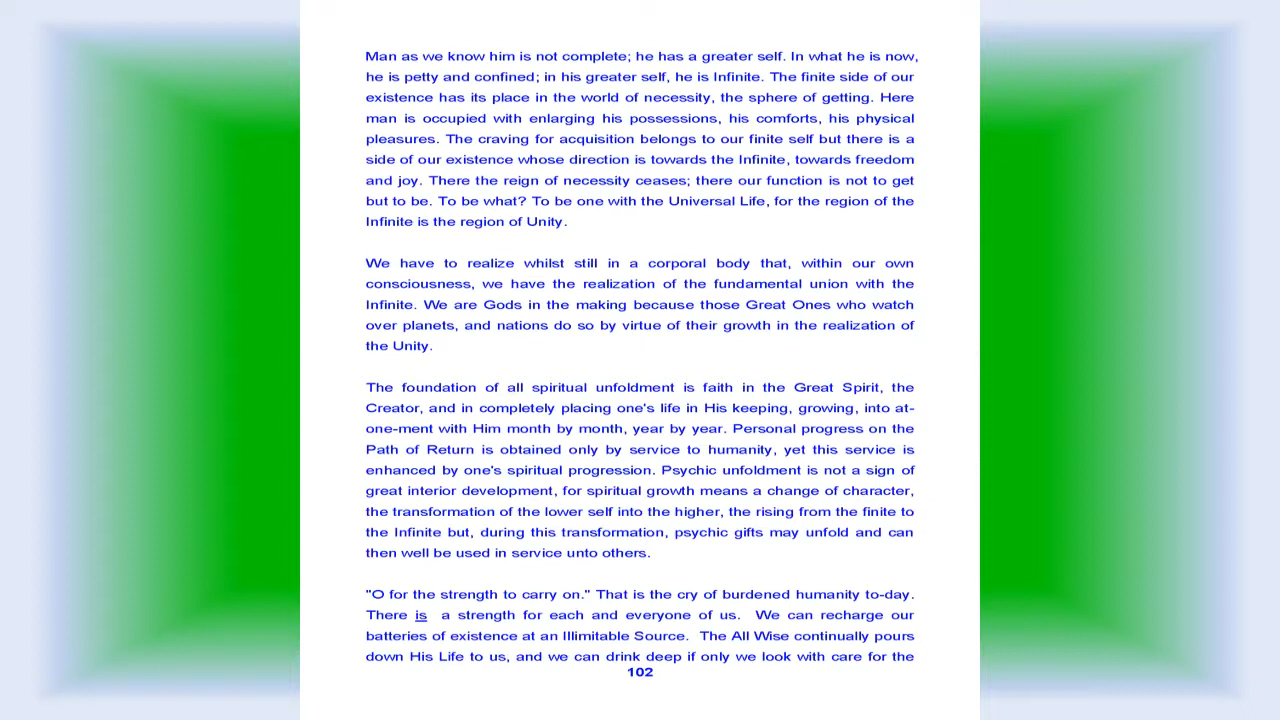 Man as we know him is not complete; he has a greater self. In what he is now,
he is petty and confined; in his greater self, he is Infinite. The finite side of our
existence has its place in the world of necessity, the sphere of getting. Here
man is occupied with enlarging his possessions, his comforts, his physical
pleasures. The craving for acquisition belongs to our finite self but there is a
side of our existence whose direction is towards the Infinite, towards freedom
and joy. There the reign of necessity ceases; there our function is not to get
but to be. To be what? To be one with the Universal Life, for the region of the
Infinite is the region of Unity.

We have to realize whilst still in a corporal body that, within our own
consciousness, we have the realization of the fundamental union with the
Infinite. We are Gods in the making because those Great Ones who watch
over planets, and nations do so by virtue of their growth in the realization of
the Unity.

The foundation of all spiritual unfoldment is faith in the Great Spirit, the
Creator, and in completely placing one's life in His keeping, growing, into at-
one-ment with Him month by month, year by year. Personal progress on the
Path of Return is obtained only by service to humanity, yet this service is
enhanced by one's spiritual progression. Psychic unfoldment is not a sign of
great interior development, for spiritual growth means a change of character,
the transformation of the lower self into the higher, the rising from the finite to
the Infinite but, during this transformation, psychic gifts may unfold and can
then well be used in service unto others.

"O for the strength to carry on." That is the cry of burdened humanity to-day.
There is a strength for each and everyone of us. We can recharge our
batteries of existence at an Illimitable Source. The All Wise continually pours
down His Life to us, and we can drink deep if only we look with care for the
102